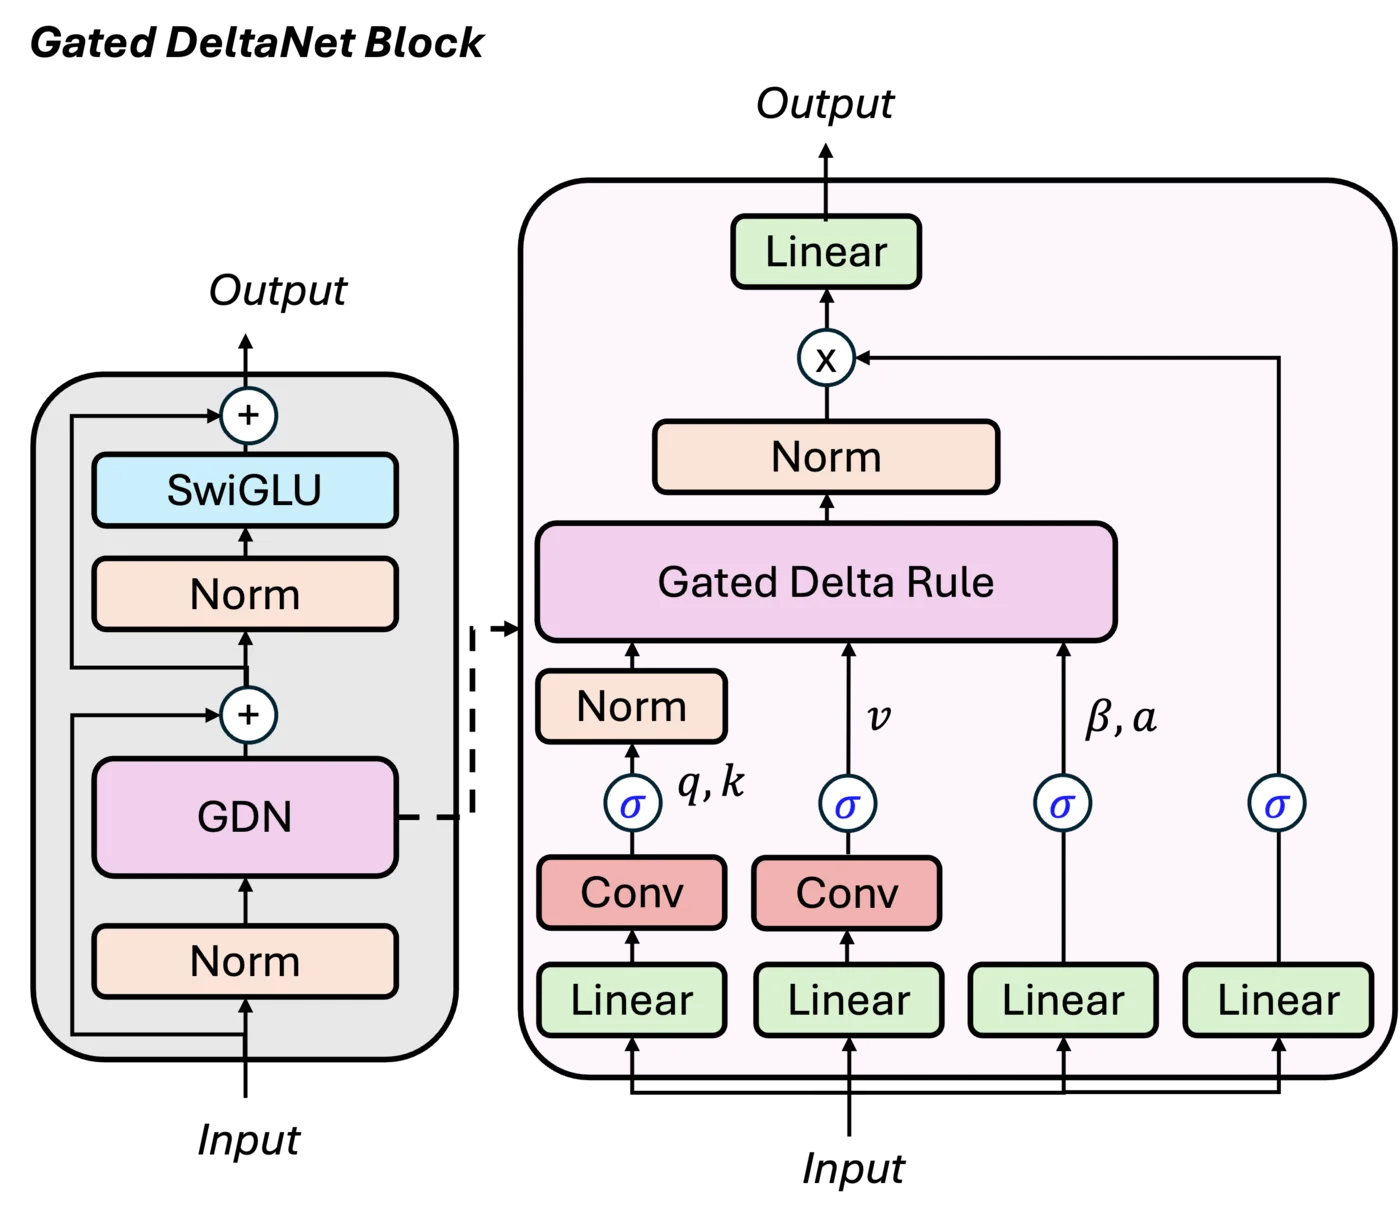 Gated DeltaNet Block
Output
+
SwiGLU
Norm
+
GDN
Norm
Input
Output
Linear
x
Norm
Gated Delta Rule
Norm
v
β, a
q, k
σ σ σ σ
Conv Conv
Linear Linear Linear Linear
Input